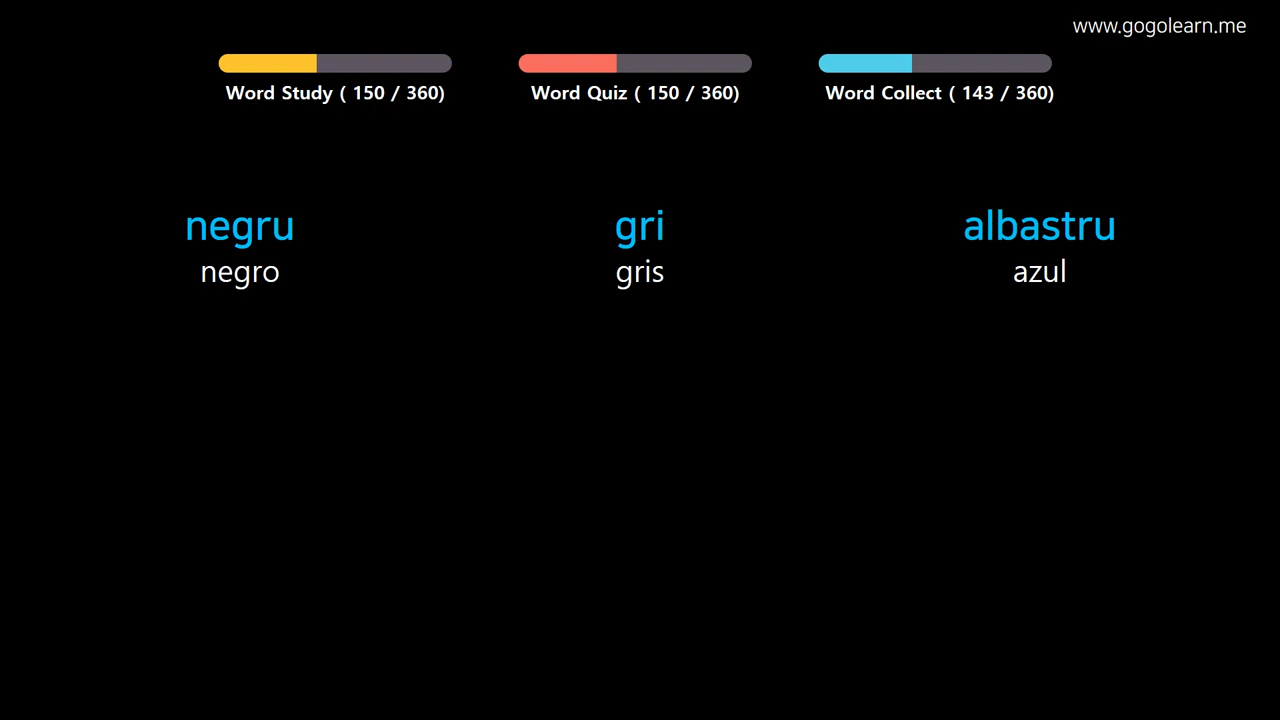 www.gogolearn.me
Word Study ( 150 / 360)
Word Quiz ( 150 / 360)
Word Collect ( 143 / 360)
negru
negro
gri
gris
albastru
azul